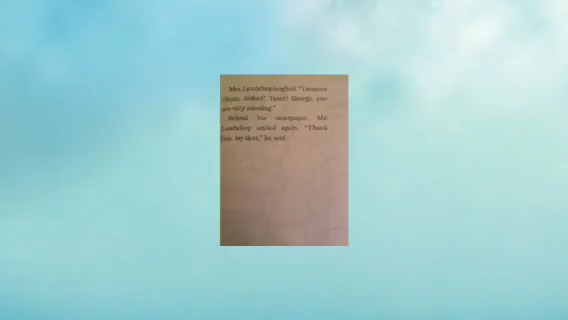 Mrs. Lambchop laughed. "Treasure
chests, indeed! Tennis! George, you
are very amusing."
Behind his newspaper, Mr.
Lambchop smiled again. "Thank
you, my dear," he said.